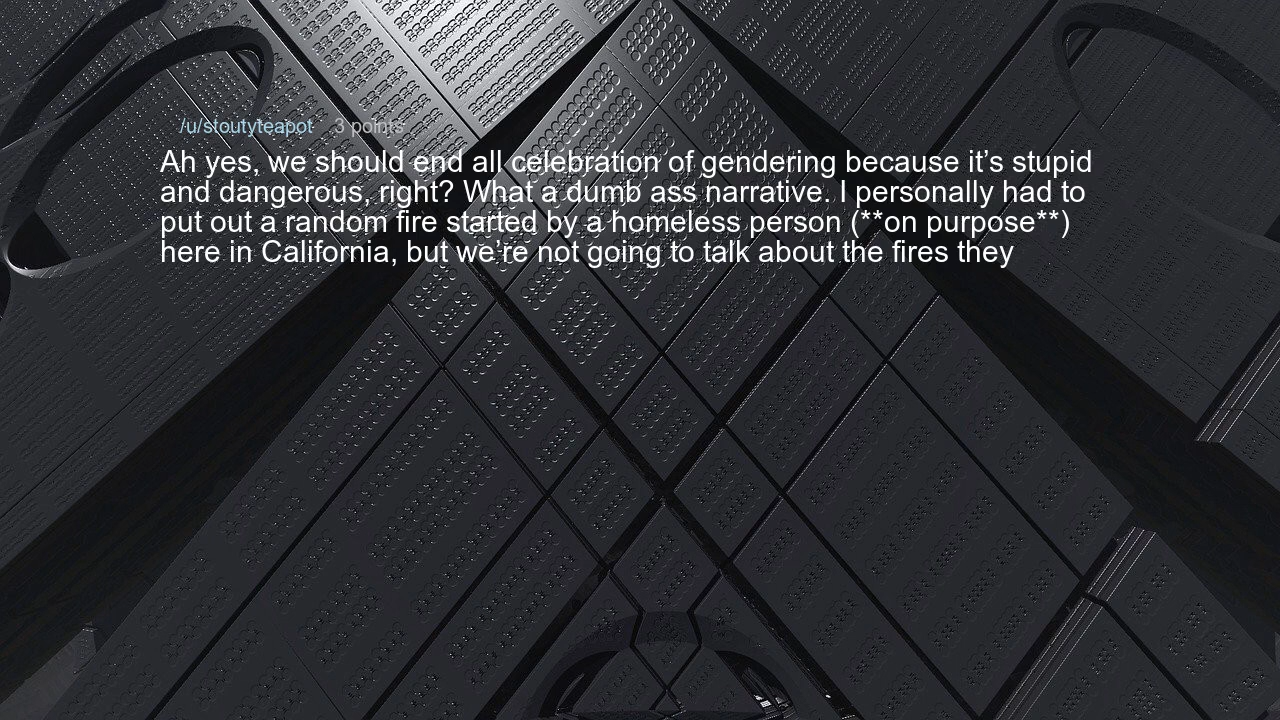 /u/stoutyteapot 3 points
Ah yes, we should end all celebration of gendering because it’s stupid
and dangerous, right? What a dumb ass narrative. I personally had to
put out a random fire started by a homeless person (**on purpose**)
here in California, but we’re not going to talk about the fires they